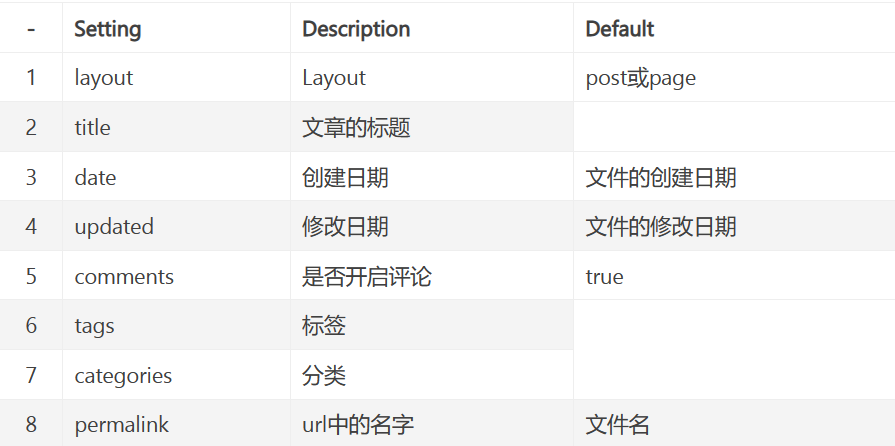 - Setting Description Default
1 layout Layout post或page
2 title 文章的标题
3 date 创建日期 文件的创建日期
4 updated 修改日期 文件的修改日期
5 comments 是否开启评论 true
6 tags 标签
7 categories 分类
8 permalink url中的名字 文件名